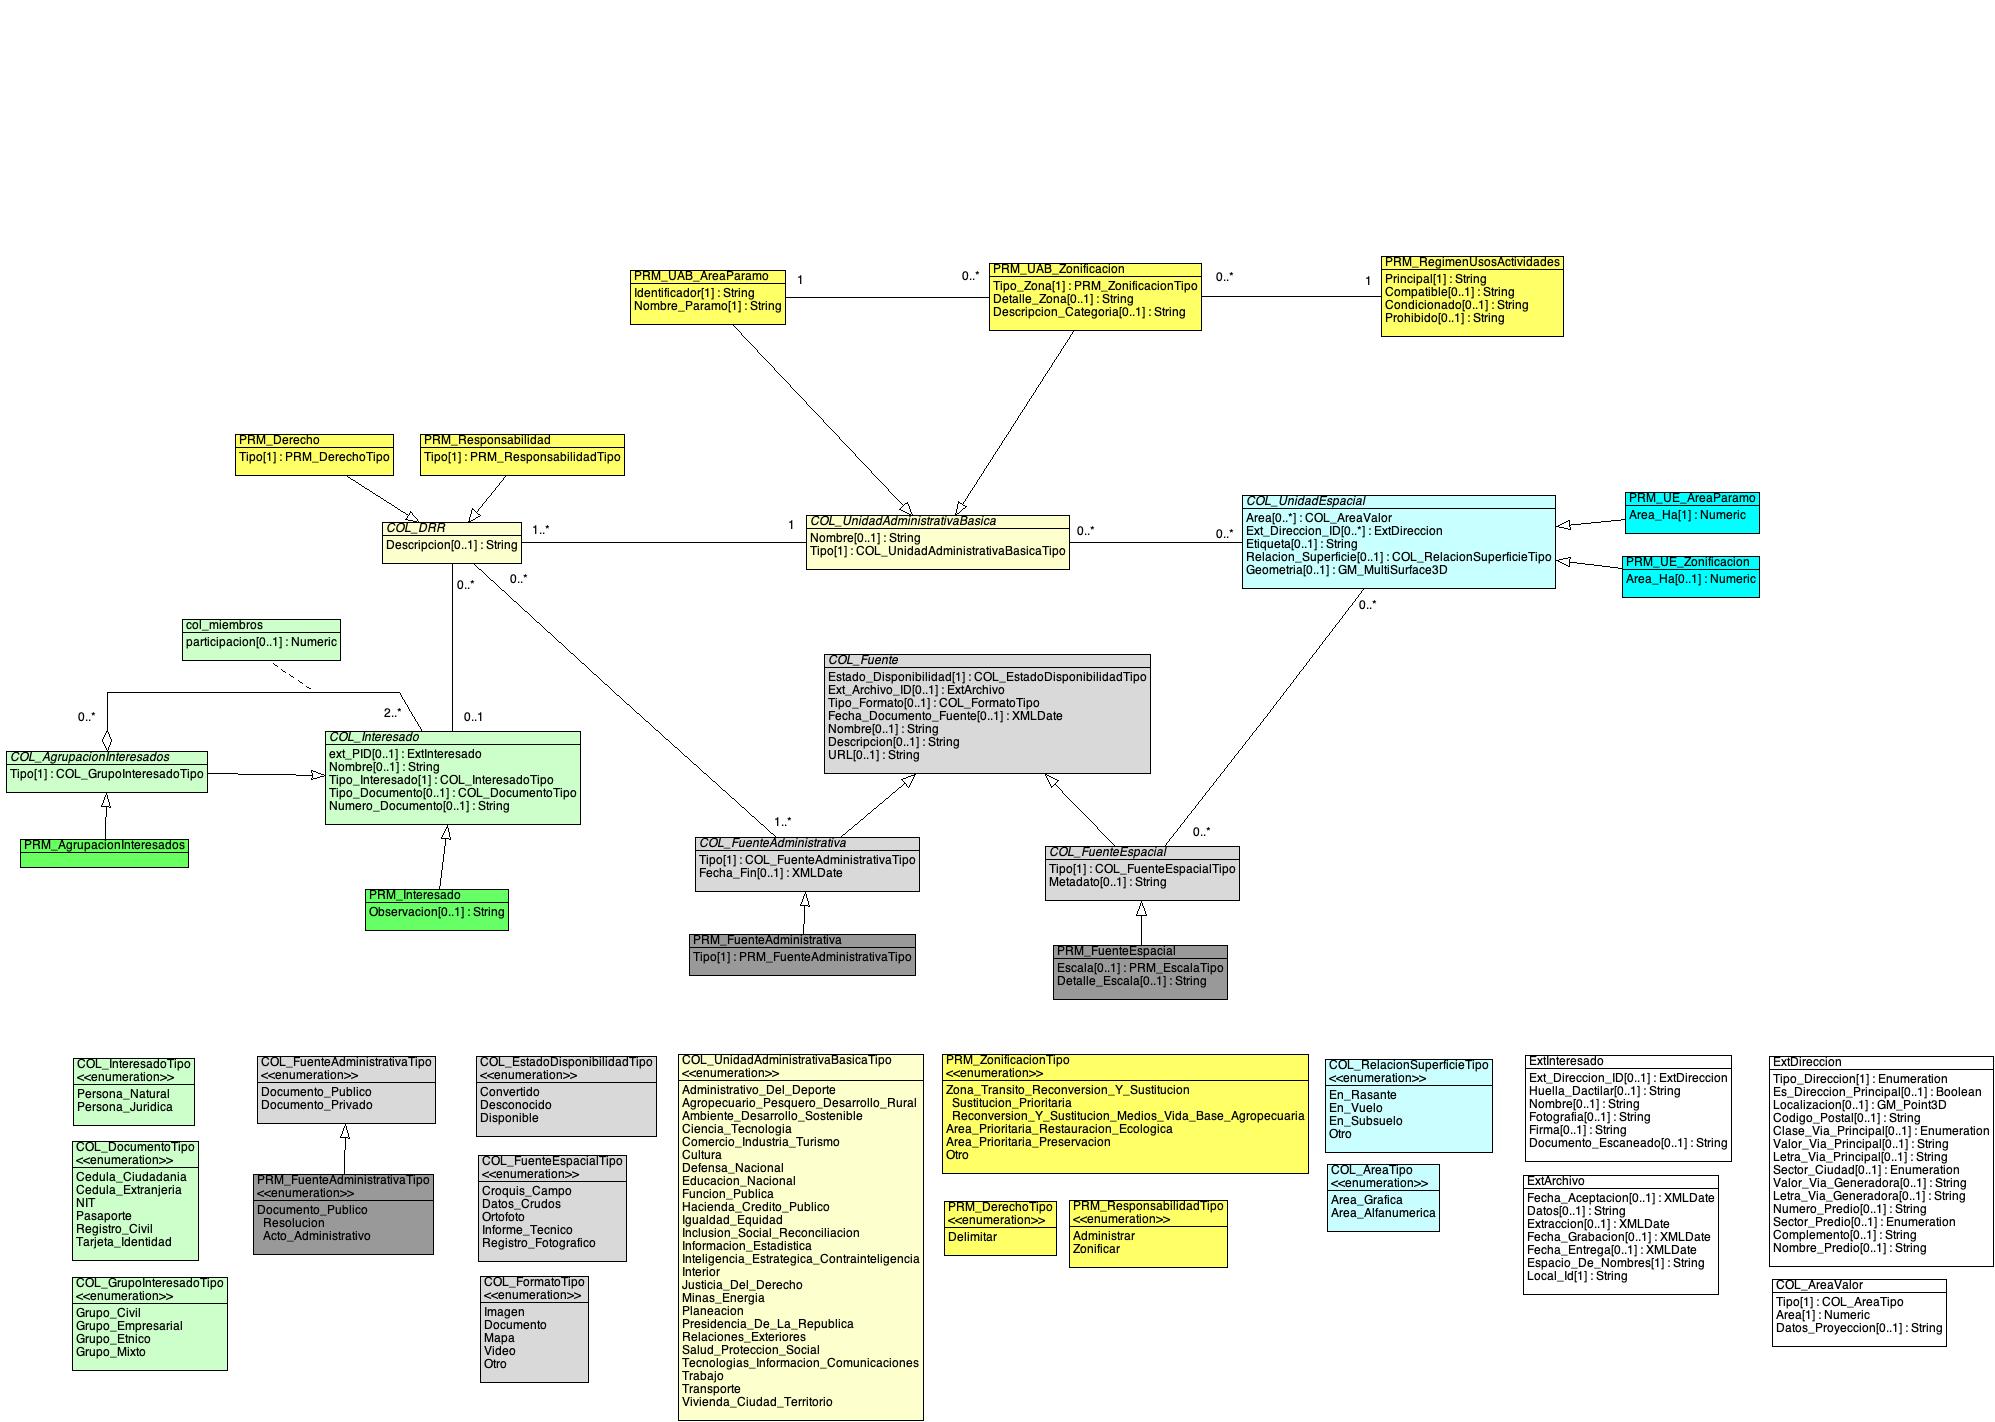 PRM_UAB_AreaParamo
Identificador[1] : String
Nombre_Paramo[1] : String
1
0..*
PRM_UAB_Zonificacion
Tipo_Zona[1] : PRM_ZonificacionTipo
Detalle_Zona[0..1] : String
Descripcion_Categoria[0..1] : String
0..*
1
PRM_RegimenUsosActividades
Principal[1] : String
Compatible[0..1] : String
Condicionado[0..1] : String
Prohibido[0..1] : String
PRM_Derecho
Tipo[1] : PRM_DerechoTipo
PRM_Responsabilidad
Tipo[1] : PRM_ResponsabilidadTipo
COL_DRR
Descripcion[0..1] : String
1..*
1
0..*
0..*
COL_UnidadAdministrativaBasica
Nombre[0..1] : String
Tipo[1] : COL_UnidadAdministrativaBasicaTipo
0..*
0..*
COL_UnidadEspacial
Area[0..*] : COL_AreaValor
Ext_Direccion_ID[0..*] : ExtDireccion
Etiqueta[0..1] : String
Relacion_Superficie[0..1] : COL_RelacionSuperficieTipo
Geometria[0..1] : GM_MultiSurface3D
0..*
PRM_UE_AreaParamo
Area_Ha[1] : Numeric
PRM_UE_Zonificacion
Area_Ha[0..1] : Numeric
col_miembros
participacion[0..1] : Numeric
0..*
2..*
0..1
COL_AgrupacionInteresados
Tipo[1] : COL_GrupoInteresadoTipo
PRM_AgrupacionInteresados
COL_Interesado
ext_PID[0..1] : ExtInteresado
Nombre[0..1] : String
Tipo_Interesado[1] : COL_InteresadoTipo
Tipo_Documento[0..1] : COL_DocumentoTipo
Numero_Documento[0..1] : String
PRM_Interesado
Observacion[0..1] : String
COL_Fuente
Estado_Disponibilidad[1] : COL_EstadoDisponibilidadTipo
Ext_Archivo_ID[0..1] : ExtArchivo
Tipo_Formato[0..1] : COL_FormatoTipo
Fecha_Documento_Fuente[0..1] : XMLDate
Nombre[0..1] : String
Descripcion[0..1] : String
URL[0..1] : String
1..*
COL_FuenteAdministrativa
Tipo[1] : COL_FuenteAdministrativaTipo
Fecha_Fin[0..1] : XMLDate
PRM_FuenteAdministrativa
Tipo[1] : PRM_FuenteAdministrativaTipo
0..*
COL_FuenteEspacial
Tipo[1] : COL_FuenteEspacialTipo
Metadato[0..1] : String
PRM_FuenteEspacial
Escala[0..1] : PRM_EscalaTipo
Detalle_Escala[0..1] : String
COL_InteresadoTipo
<<enumeration>>
Persona_Natural
Persona_Juridica
COL_DocumentoTipo
<<enumeration>>
Cedula_Ciudadania
Cedula_Extranjeria
NIT
Pasaporte
Registro_Civil
Tarjeta_Identidad
COL_GrupoInteresadoTipo
<<enumeration>>
Grupo_Civil
Grupo_Empresarial
Grupo_Etnico
Grupo_Mixto
COL_FuenteAdministrativaTipo
<<enumeration>>
Documento_Publico
Documento_Privado
PRM_FuenteAdministrativaTipo
<<enumeration>>
Documento_Publico
Resolucion
Acto_Administrativo
COL_EstadoDisponibilidadTipo
<<enumeration>>
Convertido
Desconocido
Disponible
COL_FuenteEspacialTipo
<<enumeration>>
Croquis_Campo
Datos_Crudos
Ortofoto
Informe_Tecnico
Registro_Fotografico
COL_FormatoTipo
<<enumeration>>
Imagen
Documento
Mapa
Video
Otro
COL_UnidadAdministrativaBasicaTipo
<<enumeration>>
Administrativo_Del_Deporte
Agropecuario_Pesquero_Desarrollo_Rural
Ambiente_Desarrollo_Sostenible
Ciencia_Tecnologia
Comercio_Industria_Turismo
Cultura
Defensa_Nacional
Educacion_Nacional
Funcion_Publica
Hacienda_Credito_Publico
Igualdad_Equidad
Inclusion_Social_Reconciliacion
Informacion_Estadistica
Inteligencia_Estrategica_Contrainteligencia
Interior
Justicia_Del_Derecho
Minas_Energia
Planeacion
Presidencia_De_La_Republica
Relaciones_Exteriores
Salud_Proteccion_Social
Tecnologias_Informacion_Comunicaciones
Trabajo
Transporte
Vivienda_Ciudad_Territorio
PRM_ZonificacionTipo
<<enumeration>>
Zona_Transito_Reconversion_Y_Sustitucion
Sustitucion_Prioritaria
Reconversion_Y_Sustitucion_Medios_Vida_Base_Agropecuaria
Area_Prioritaria_Restauracion_Ecologica
Area_Prioritaria_Preservacion
Otro
PRM_DerechoTipo
<<enumeration>>
Delimitar
PRM_ResponsabilidadTipo
<<enumeration>>
Administrar
Zonificar
COL_RelacionSuperficieTipo
<<enumeration>>
En_Rasante
En_Vuelo
En_Subsuelo
Otro
COL_AreaTipo
<<enumeration>>
Area_Grafica
Area_Alfanumerica
ExtInteresado
Ext_Direccion_ID[0..1] : ExtDireccion
Huella_Dactilar[0..1] : String
Nombre[0..1] : String
Fotografia[0..1] : String
Firma[0..1] : String
Documento_Escaneado[0..1] : String
ExtArchivo
Fecha_Aceptacion[0..1] : XMLDate
Datos[0..1] : String
Extraccion[0..1] : XMLDate
Fecha_Grabacion[0..1] : XMLDate
Fecha_Entrega[0..1] : XMLDate
Espacio_De_Nombres[1] : String
Local_Id[1] : String
ExtDireccion
Tipo_Direccion[1] : Enumeration
Es_Direccion_Principal[0..1] : Boolean
Localizacion[0..1] : GM_Point3D
Codigo_Postal[0..1] : String
Clase_Via_Principal[0..1] : Enumeration
Valor_Via_Principal[0..1] : String
Letra_Via_Principal[0..1] : String
Sector_Ciudad[0..1] : Enumeration
Valor_Via_Generadora[0..1] : String
Letra_Via_Generadora[0..1] : String
Numero_Predio[0..1] : String
Sector_Predio[0..1] : Enumeration
Complemento[0..1] : String
Nombre_Predio[0..1] : String
COL_AreaValor
Tipo[1] : COL_AreaTipo
Area[1] : Numeric
Datos_Proyeccion[0..1] : String